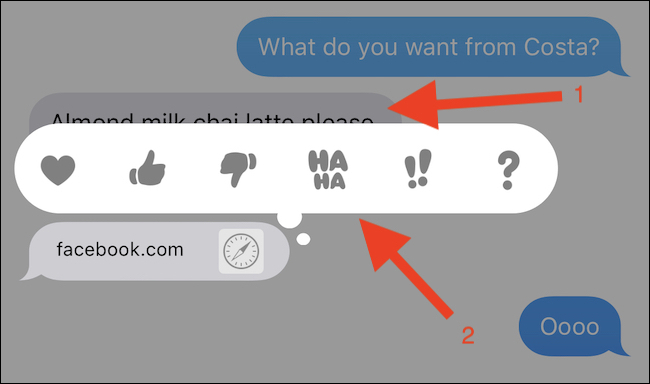 What do you want from Costa?
1
Almond milk chai latte please
HA
HA
!!
?
facebook.com
2
Oooo